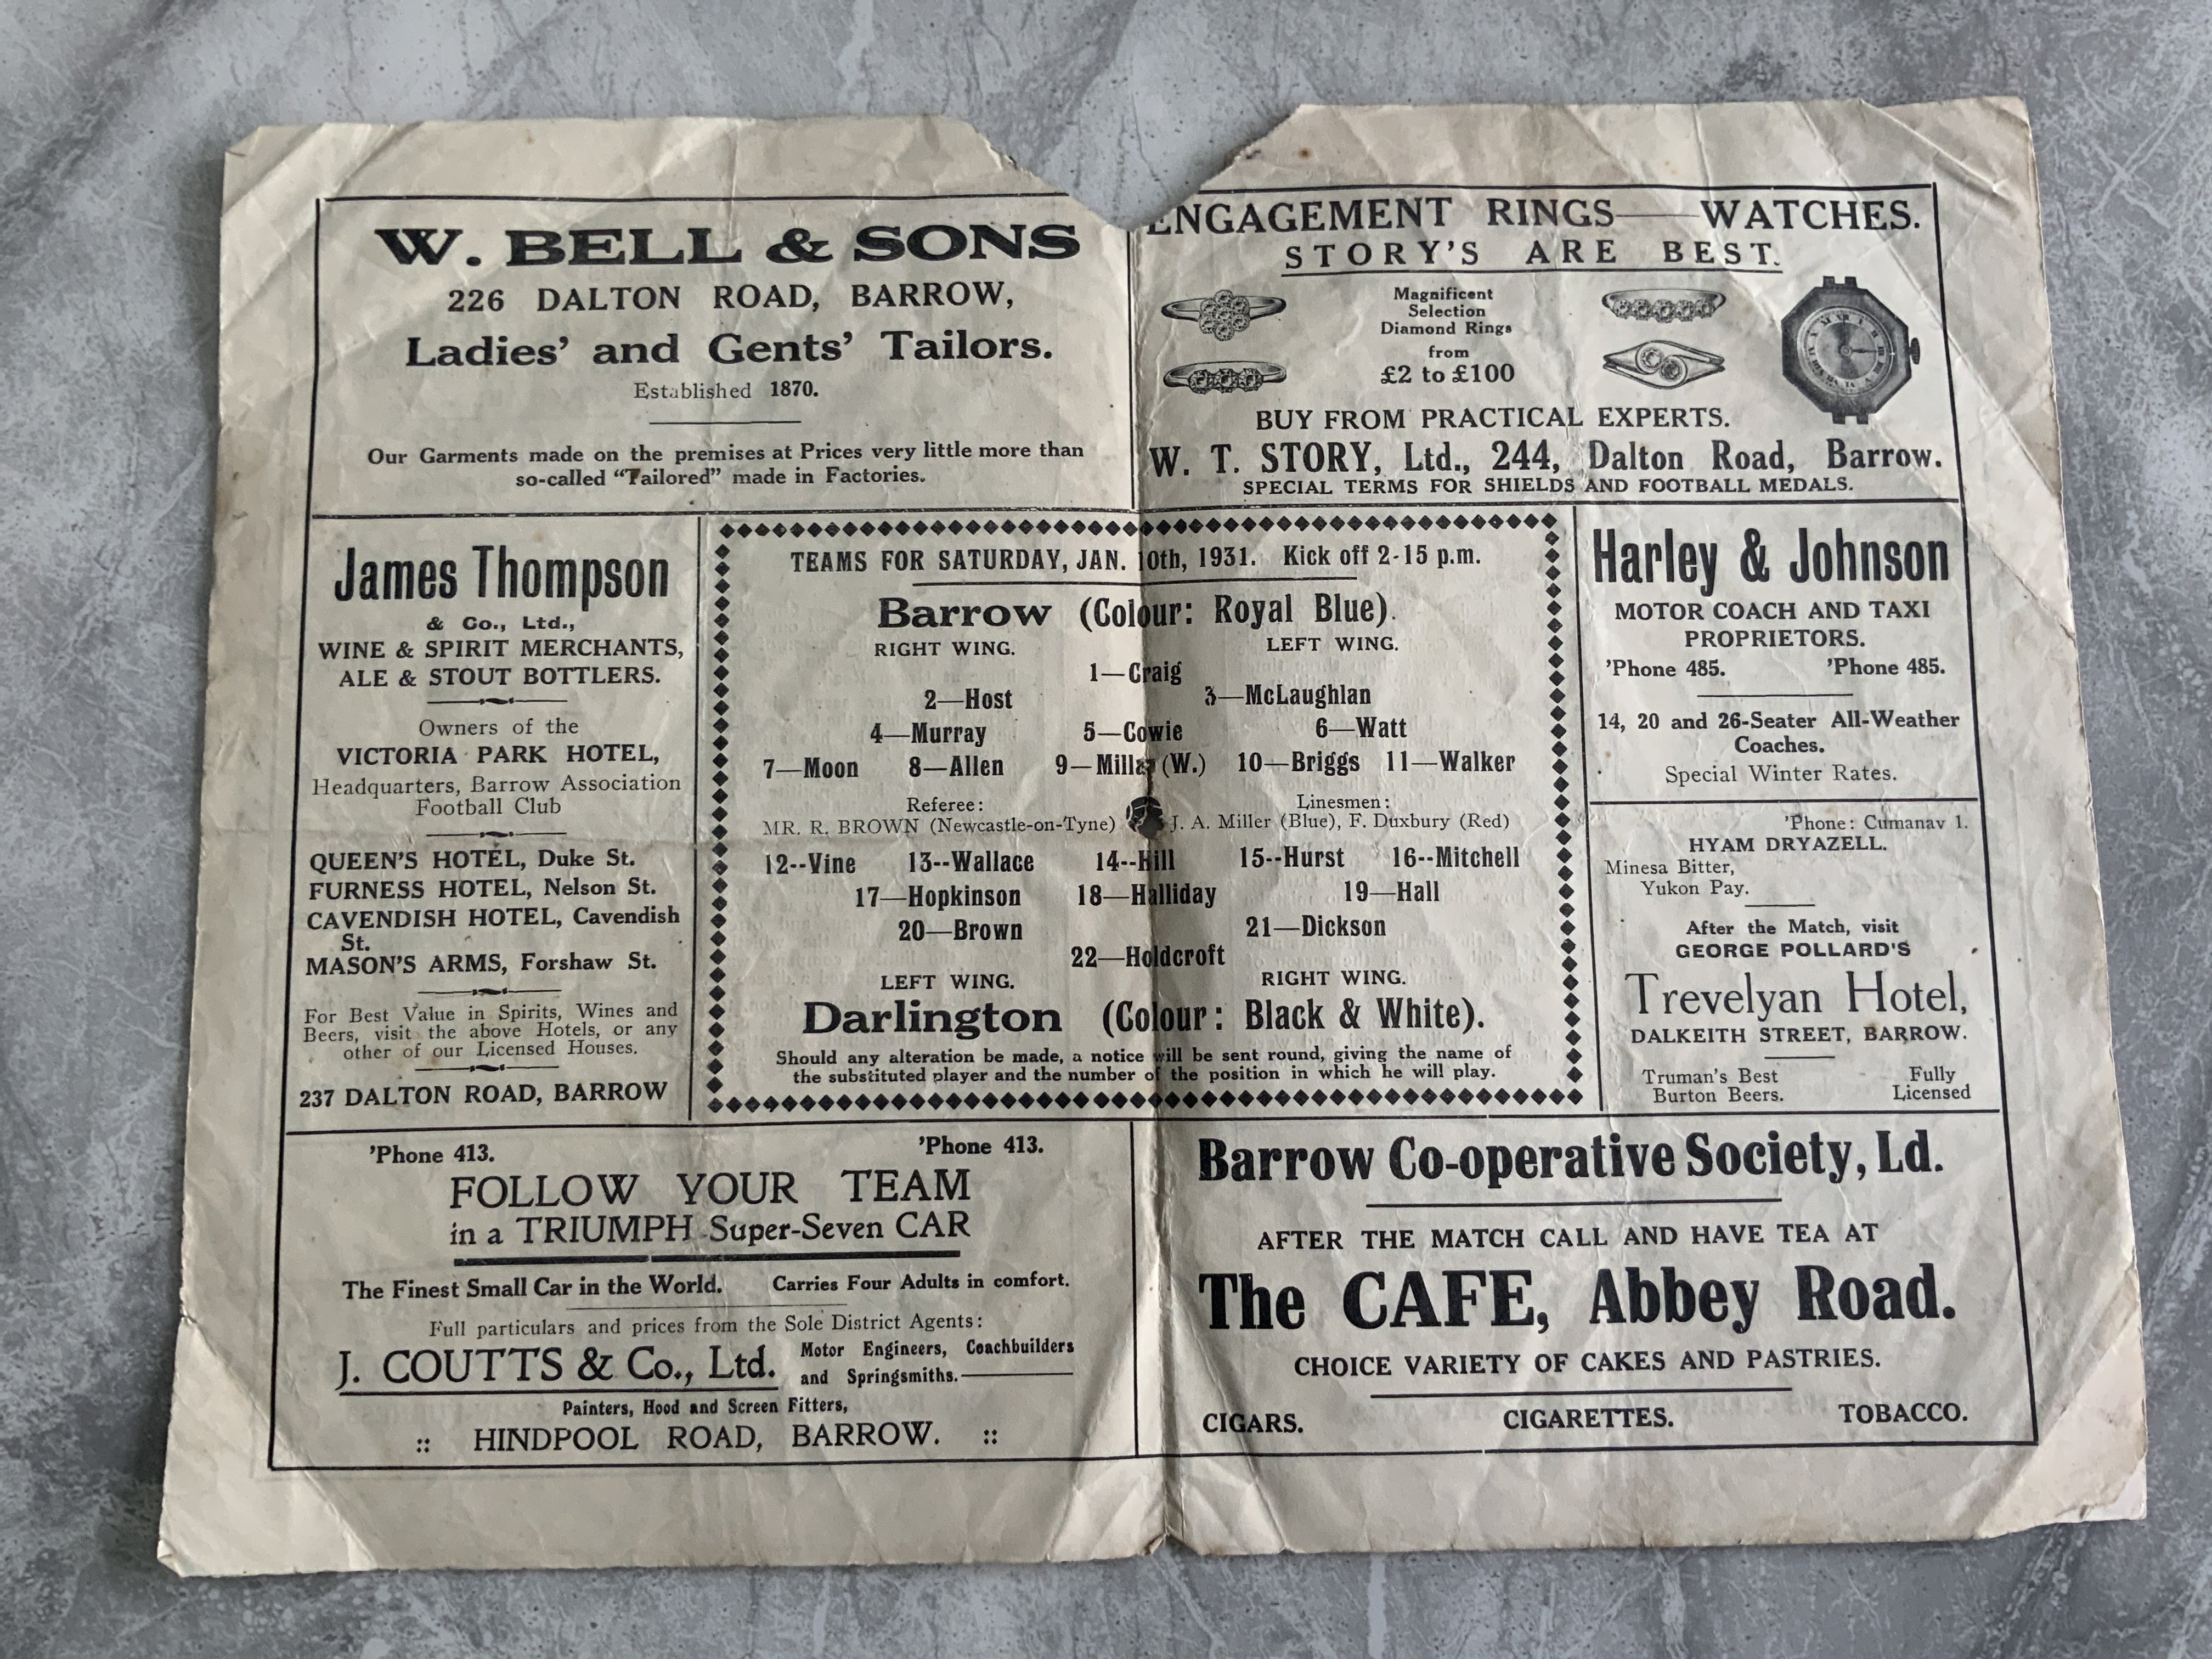 W. BELL & SONS
226 DALTON ROAD, BARROW,
Ladies' and Gents' Tailors.
Established 1870.
Our Garments made on the premises at Prices very little more than
so-called "Tailored" made in Factories.
ENGAGEMENT RINGS—WATCHES.
STORY'S ARE BEST.
Magnificent
Selection
Diamond Rings
from
£2 to £100
BUY FROM PRACTICAL EXPERTS.
W. T. STORY, Ltd., 244, Dalton Road, Barrow.
SPECIAL TERMS FOR SHIELDS AND FOOTBALL MEDALS.
James Thompson
& Co., Ltd.,
WINE & SPIRIT MERCHANTS,
ALE & STOUT BOTTLERS.
Owners of the
VICTORIA PARK HOTEL,
Headquarters, Barrow Association
Football Club
QUEEN'S HOTEL, Duke St.
FURNESS HOTEL, Nelson St.
CAVENDISH HOTEL, Cavendish
St.
MASON'S ARMS, Forshaw St.
For Best Value in Spirits, Wines and
Beers, visit the above Hotels, or any
other of our Licensed Houses.
237 DALTON ROAD, BARROW
TEAMS FOR SATURDAY, JAN. 10th, 1931. Kick off 2-15 p.m.
Barrow (Colour: Royal Blue).
RIGHT WING. LEFT WING.
1—Craig
2—Host 3—McLaughlan
4—Murray 5—Cowie 6—Watt
7—Moon 8—Allen 9—Millar (W.) 10—Briggs 11—Walker
Referee: Linesmen:
MR. R. BROWN (Newcastle-on-Tyne) J. A. Miller (Blue), F. Duxbury (Red)
12--Vine 13--Wallace 14--Hill 15--Hurst 16--Mitchell
17—Hopkinson 18—Halliday 19—Hall
20—Brown 21—Dickson
22—Holdcroft
LEFT WING. RIGHT WING.
Darlington (Colour: Black & White).
Should any alteration be made, a notice will be sent round, giving the name of
the substituted player and the number of the position in which he will play.
Harley & Johnson
MOTOR COACH AND TAXI
PROPRIETORS.
'Phone 485. 'Phone 485.
14, 20 and 26-Seater All-Weather
Coaches.
Special Winter Rates.
'Phone: Cumanav 1.
HYAM DRYAZELL.
Minesa Bitter,
Yukon Pay.
After the Match, visit
GEORGE POLLARD'S
Trevelyan Hotel,
DALKEITH STREET, BARROW.
Truman's Best Fully
Burton Beers. Licensed
'Phone 413. 'Phone 413.
FOLLOW YOUR TEAM
in a TRIUMPH Super-Seven CAR
The Finest Small Car in the World. Carries Four Adults in comfort.
Full particulars and prices from the Sole District Agents:
J. COUTTS & Co., Ltd. Motor Engineers, Coachbuilders
and Springsmiths.—
Painters, Hood and Screen Fitters,
:: HINDPOOL ROAD, BARROW. ::
Barrow Co-operative Society, Ld.
AFTER THE MATCH CALL AND HAVE TEA AT
The CAFE, Abbey Road.
CHOICE VARIETY OF CAKES AND PASTRIES.
CIGARS. CIGARETTES. TOBACCO.